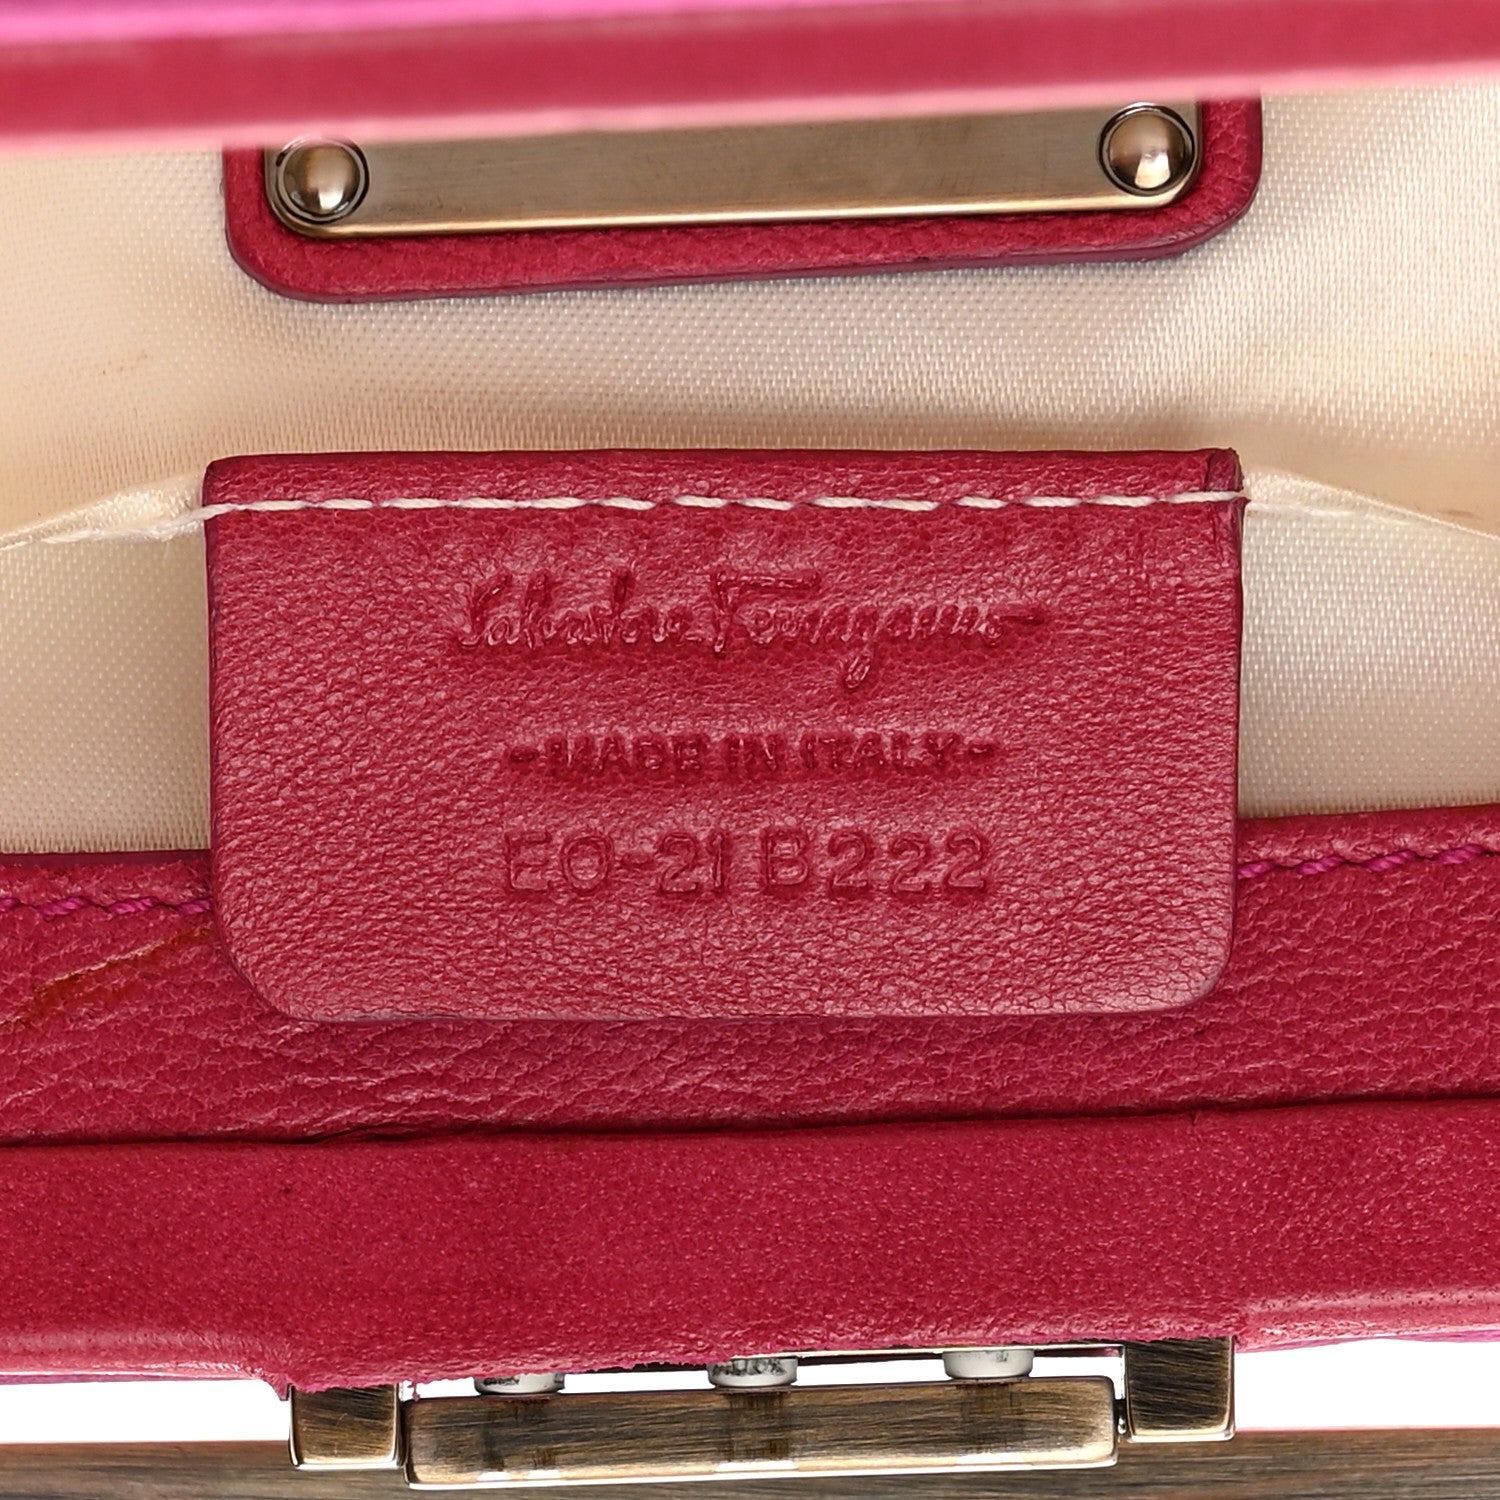 Salvatore Ferragamo
-MADE IN ITALY-
EO-21 B222